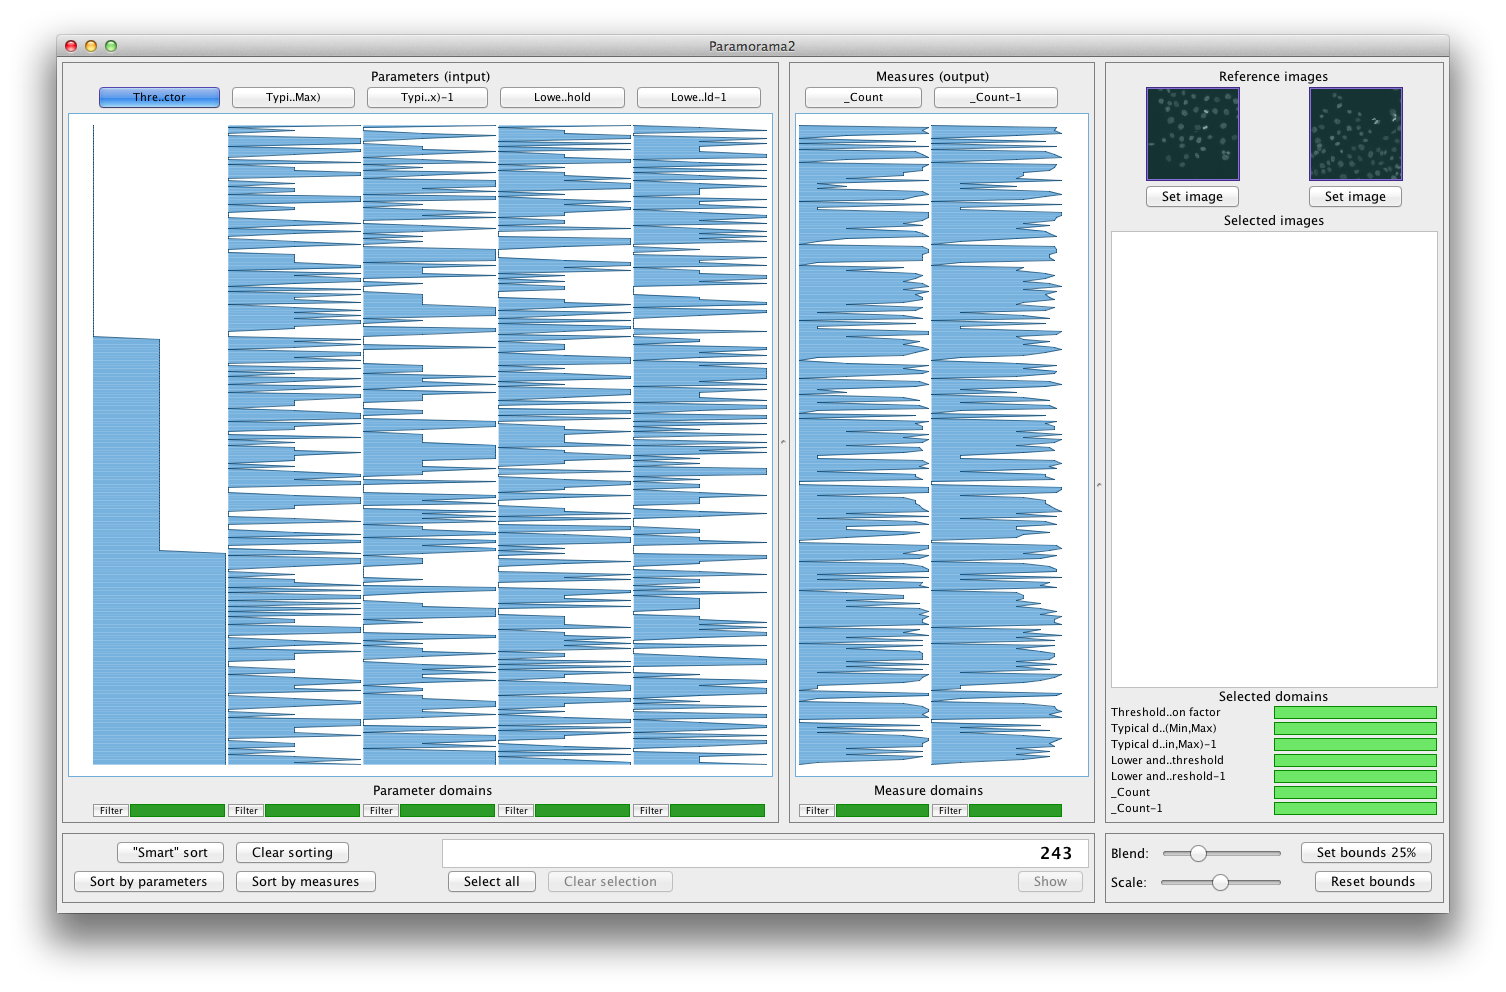 Paramorama2
Parameters (intput)
Thre..ctor
Typi..Max)
Typi..x)-1
Lowe..hold
Lowe..ld-1
Parameter domains
Filter
Filter
Filter
Filter
Filter
Measures (output)
_Count
_Count-1
Measure domains
Filter
Filter
Reference images
Set image
Set image
Selected images
Selected domains
Threshold..on factor
Typical d..(Min,Max)
Typical d..in,Max)-1
Lower and..threshold
Lower and..reshold-1
_Count
_Count-1
"Smart" sort
Clear sorting
243
Sort by parameters
Sort by measures
Select all
Clear selection
Show
Blend:
Set bounds 25%
Scale:
Reset bounds